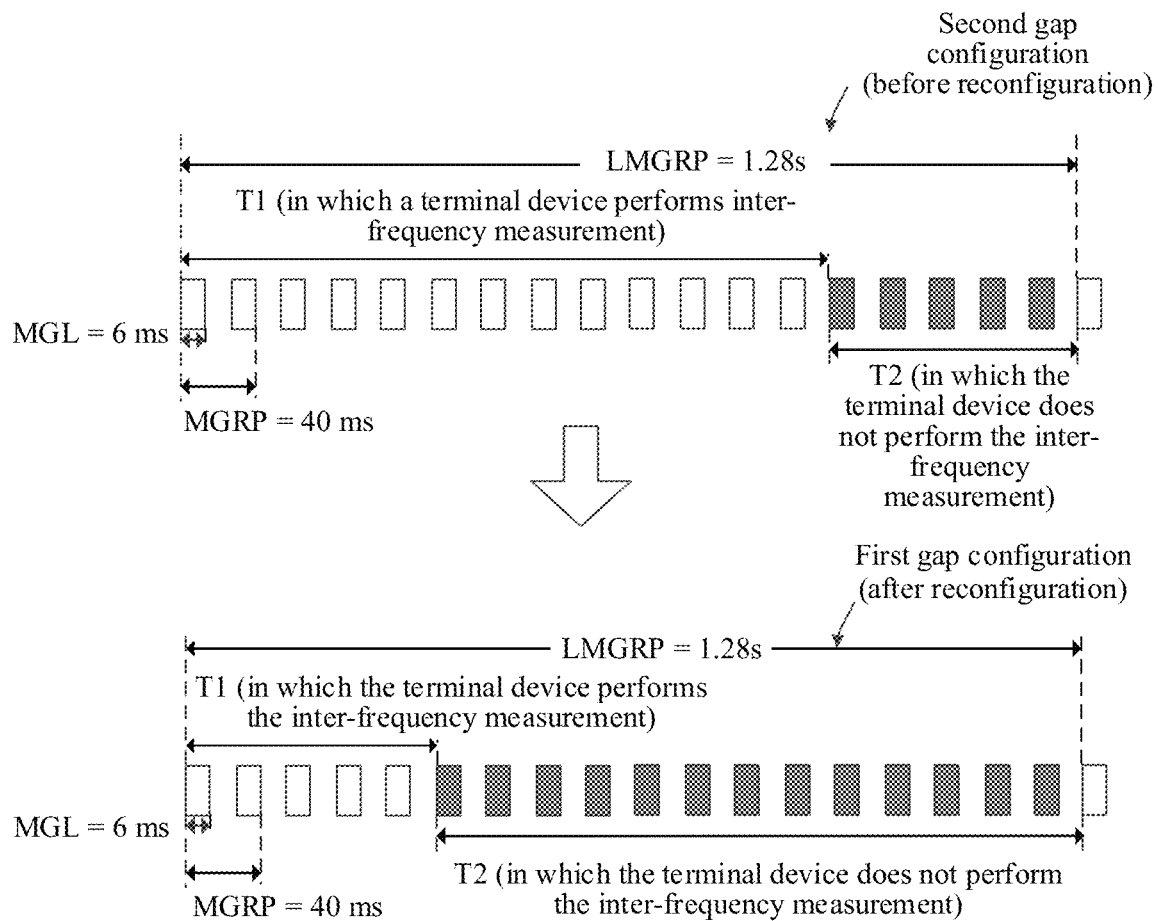 Second gap
configuration
(before reconfiguration)
LMGRP = 1.28s
T1 (in which a terminal device performs inter-
frequency measurement)
MGL = 6 ms
MGRP = 40 ms
T2 (in which the
terminal device does
not perform the inter-
frequency
measurement)
First gap configuration
(after reconfiguration)
LMGRP = 1.28s
T1 (in which the terminal device performs
the inter-frequency measurement)
MGL = 6 ms
MGRP = 40 ms
T2 (in which the terminal device does not perform
the inter-frequency measurement)